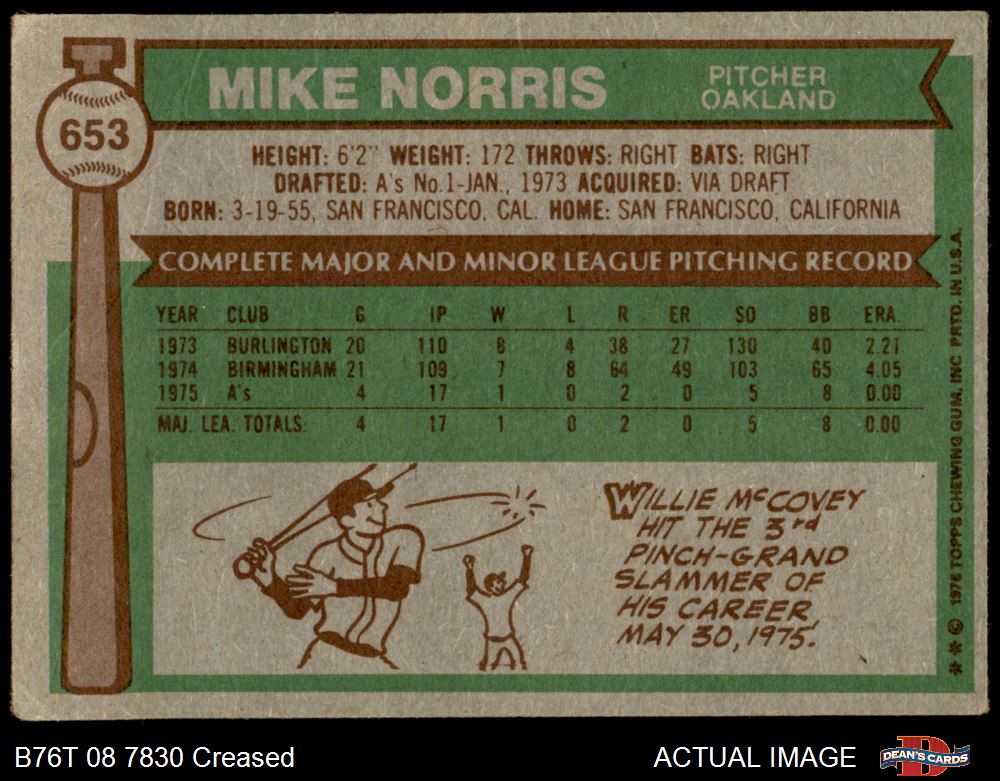 653
MIKE NORRIS
PITCHER
OAKLAND
HEIGHT: 6'2" WEIGHT: 172 THROWS: RIGHT BATS: RIGHT
DRAFTED: A's No.1-JAN., 1973 ACQUIRED: VIA DRAFT
BORN: 3-19-55, SAN FRANCISCO, CAL. HOME: SAN FRANCISCO, CALIFORNIA
COMPLETE MAJOR AND MINOR LEAGUE PITCHING RECORD
YEAR CLUB G IP W L R ER SO BB ERA.
1973 BURLINGTON 20 110 8 4 38 27 130 40 2.21
1974 BIRMINGHAM 21 109 7 8 64 49 103 65 4.05
1975 A's 4 17 1 0 2 0 5 8 0.00
MAJ. LEA. TOTALS: 4 17 1 0 2 0 5 8 0.00
WILLIE McCOVEY
HIT THE 3rd
PINCH-GRAND
SLAMMER OF
HIS CAREER
MAY 30, 1975.
** © 1976 TOPPS CHEWING GUM, INC. PRTD. IN U.S.A.
B76T 08 7830 Creased
ACTUAL IMAGE
D
DEAN'S CARDS